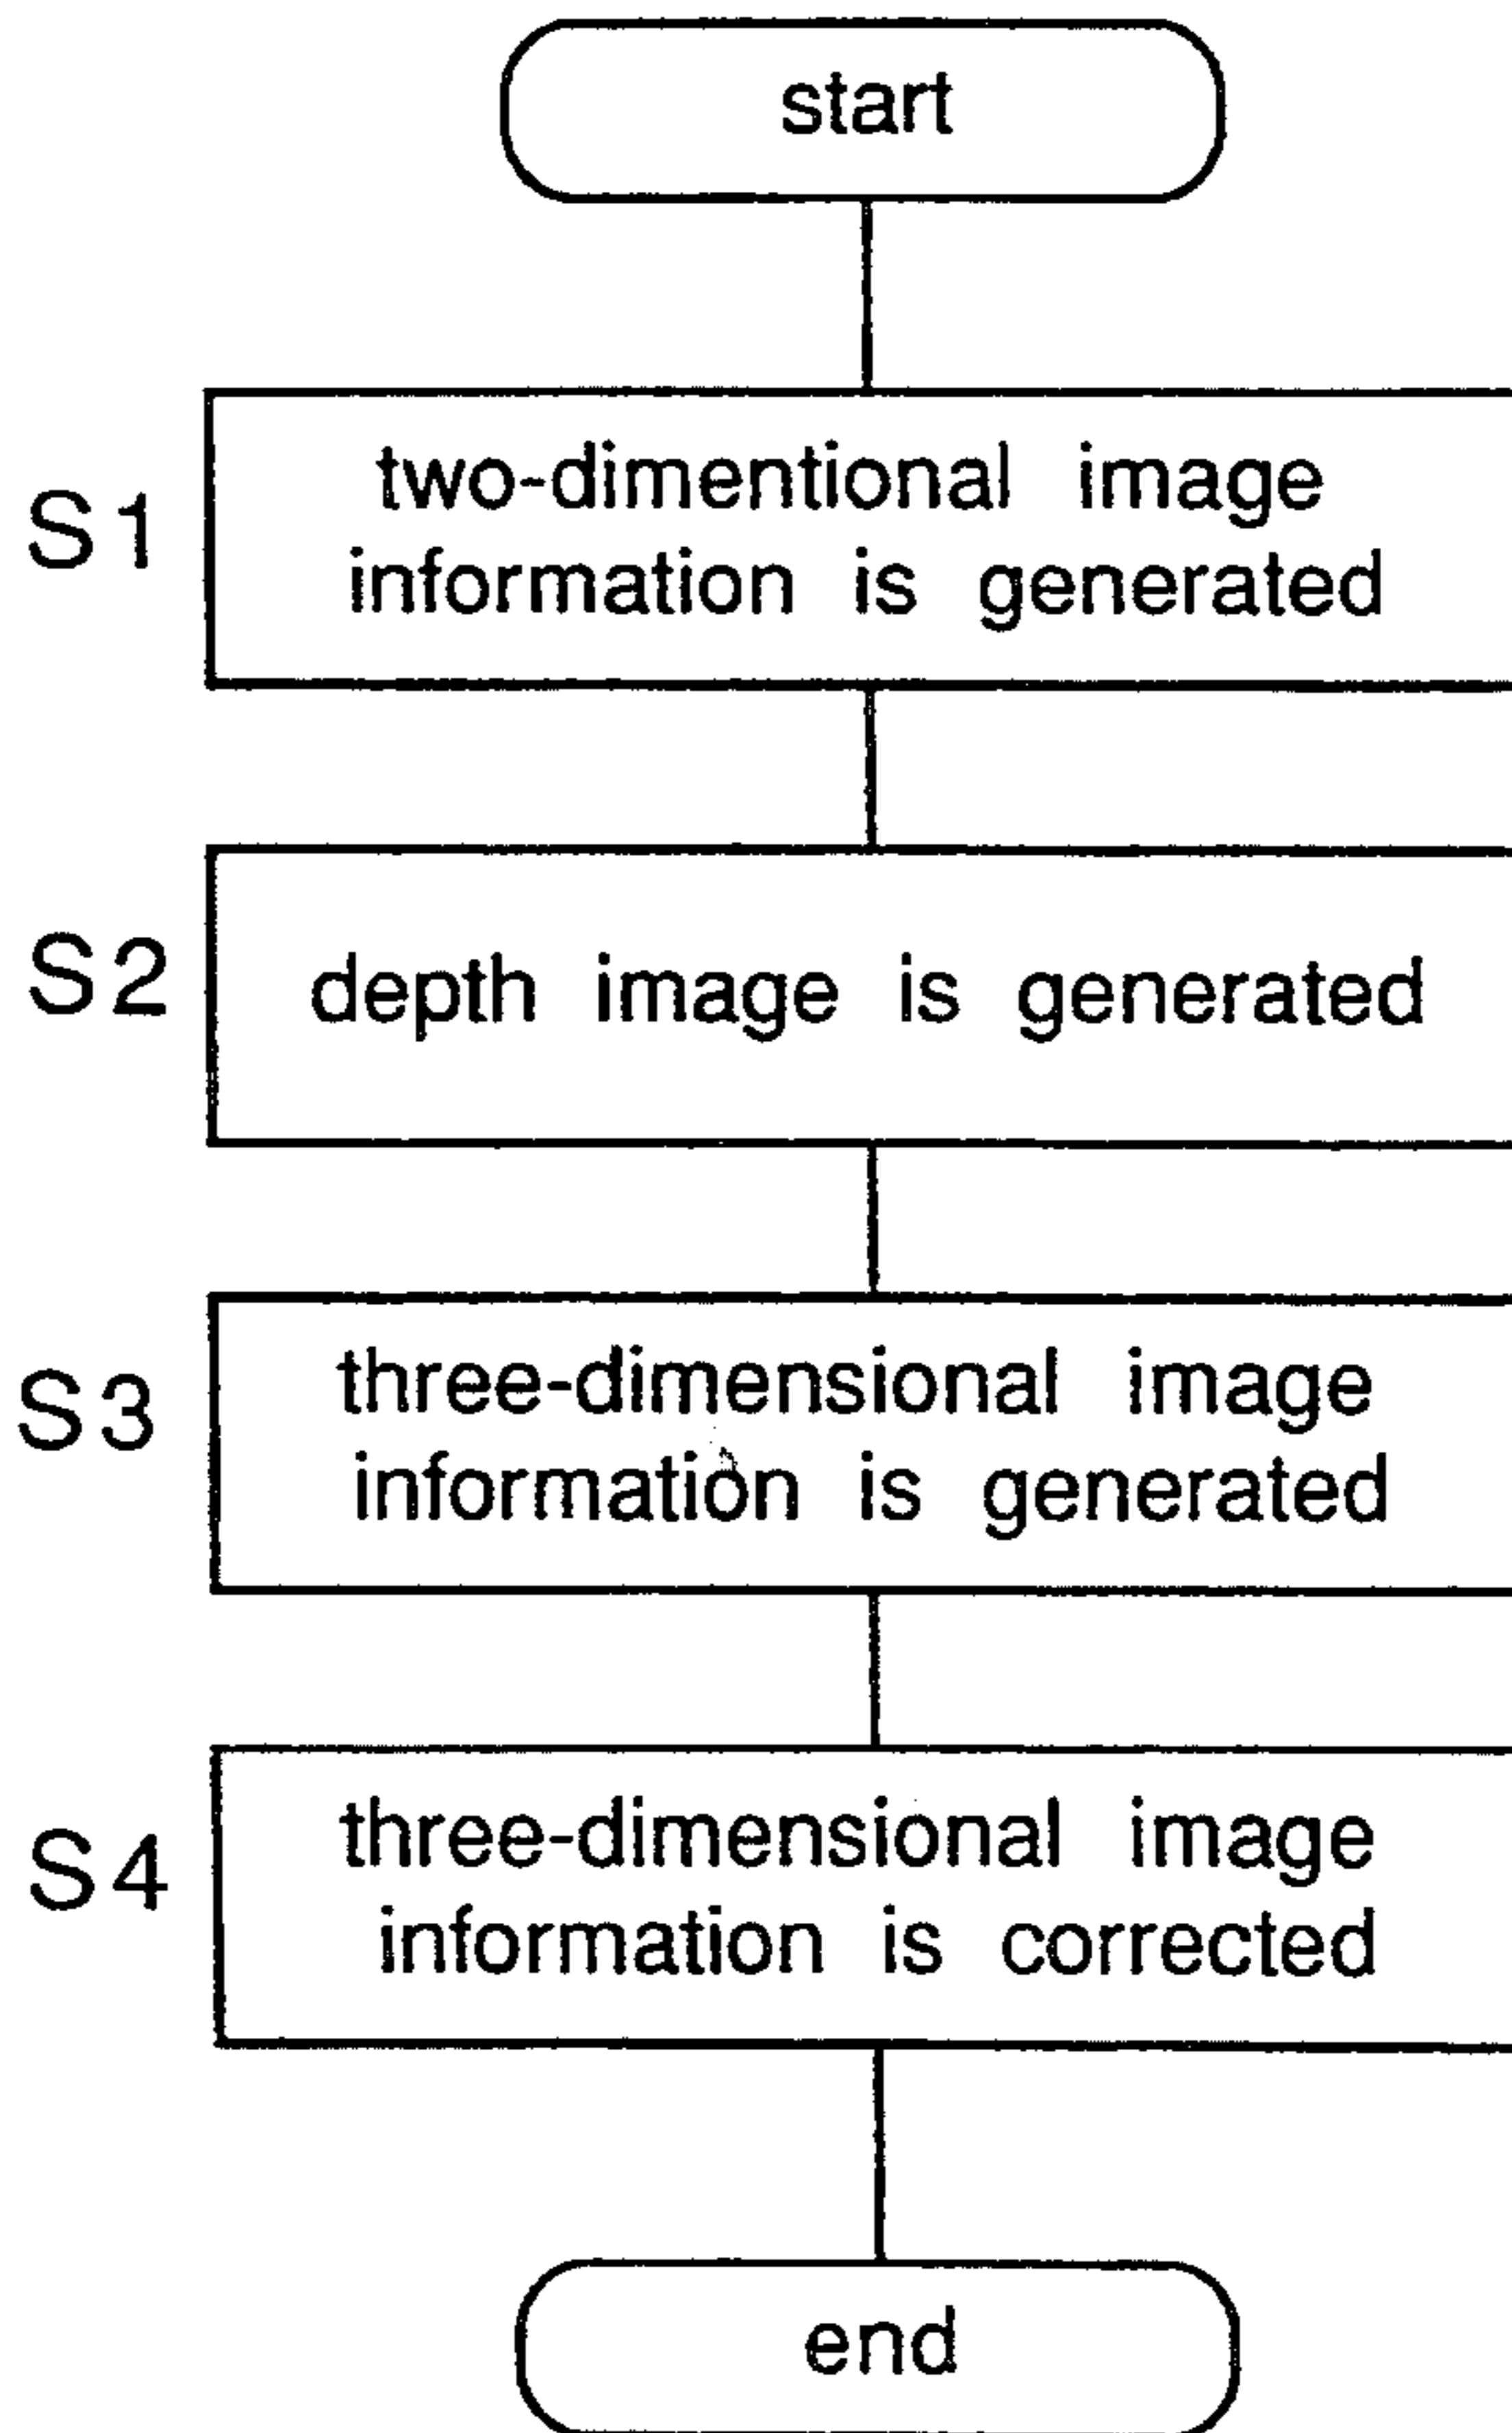 start
S1
two-dimentional image
information is generated
S2
depth image is generated
S3
three-dimensional image
information is generated
S4
three-dimensional image
information is corrected
end